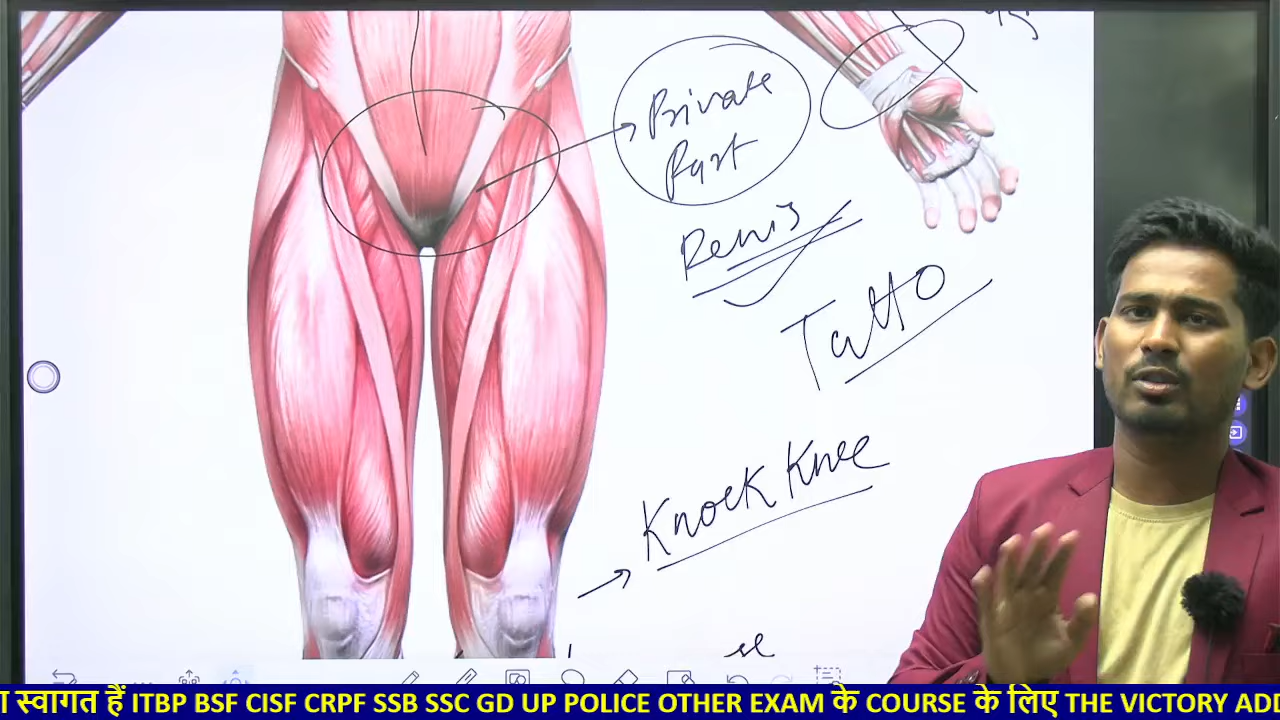 Private
Part
Penis
Tatto
Knock Knee
se
ा स्वागत हैं ITBP BSF CISF CRPF SSB SSC GD UP POLICE OTHER EXAM के COURSE के लिए THE VICTORY ADD